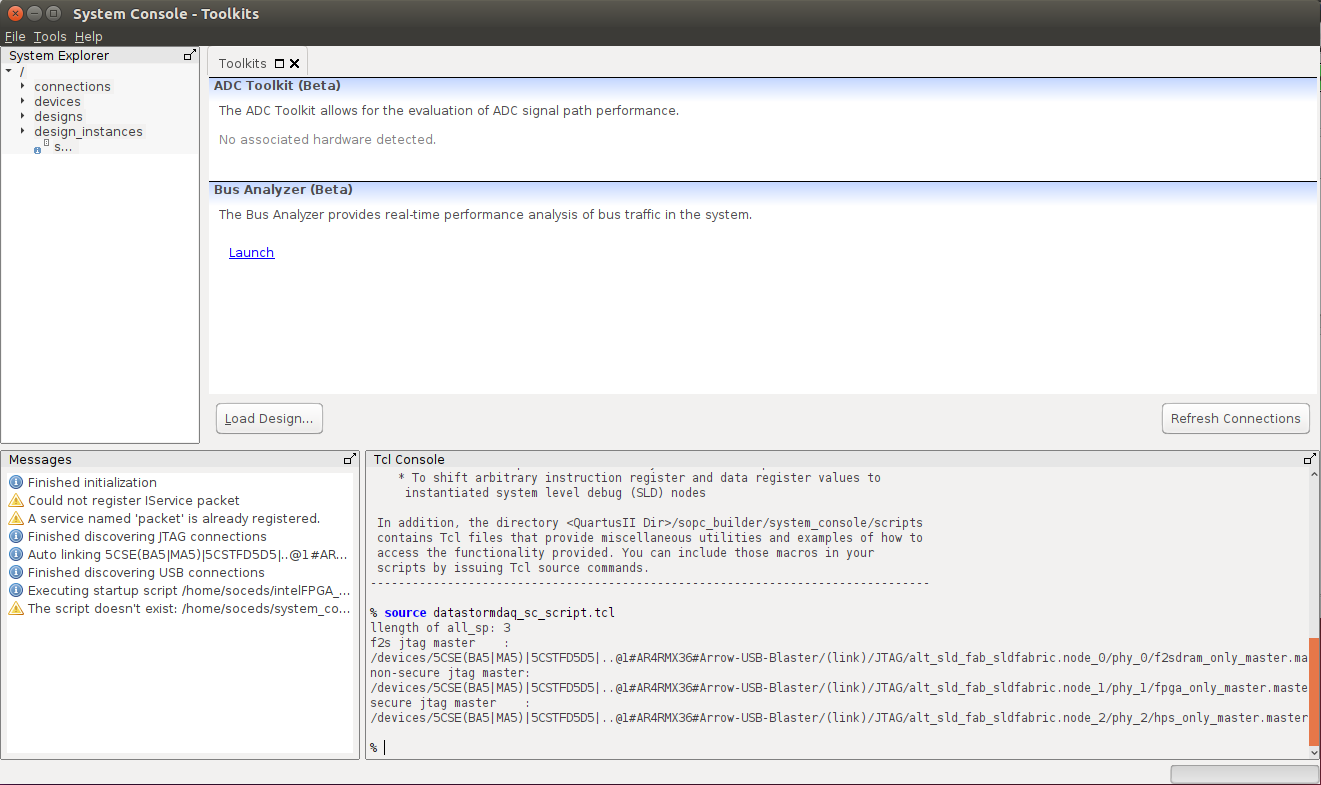 System Console - Toolkits
File Tools Help
System Explorer
/
connections
devices
designs
design_instances
s...
Toolkits
ADC Toolkit (Beta)
The ADC Toolkit allows for the evaluation of ADC signal path performance.
No associated hardware detected.
Bus Analyzer (Beta)
The Bus Analyzer provides real-time performance analysis of bus traffic in the system.
Launch
Load Design...
Refresh Connections
Messages
Finished initialization
Could not register IService packet
A service named 'packet' is already registered.
Finished discovering JTAG connections
Auto linking 5CSE(BA5|MA5)|5CSTFD5D5|..@1#AR...
Finished discovering USB connections
Executing startup script /home/soceds/intelFPGA_...
The script doesn't exist: /home/soceds/system_co...
Tcl Console
* To shift arbitrary instruction register and data register values to
instantiated system level debug (SLD) nodes
In addition, the directory <QuartusII Dir>/sopc_builder/system_console/scripts
contains Tcl files that provide miscellaneous utilities and examples of how to
access the functionality provided. You can include those macros in your
scripts by issuing Tcl source commands.
--------------------------------------------------------------------------------
% source datastormdaq_sc_script.tcl
llength of all_sp: 3
f2s jtag master    :
/devices/5CSE(BA5|MA5)|5CSTFD5D5|..@1#AR4RMX36#Arrow-USB-Blaster/(link)/JTAG/alt_sld_fab_sldfabric.node_0/phy_0/f2sdram_only_master.ma
non-secure jtag master:
/devices/5CSE(BA5|MA5)|5CSTFD5D5|..@1#AR4RMX36#Arrow-USB-Blaster/(link)/JTAG/alt_sld_fab_sldfabric.node_1/phy_1/fpga_only_master.master
secure jtag master    :
/devices/5CSE(BA5|MA5)|5CSTFD5D5|..@1#AR4RMX36#Arrow-USB-Blaster/(link)/JTAG/alt_sld_fab_sldfabric.node_2/phy_2/hps_only_master.master
%